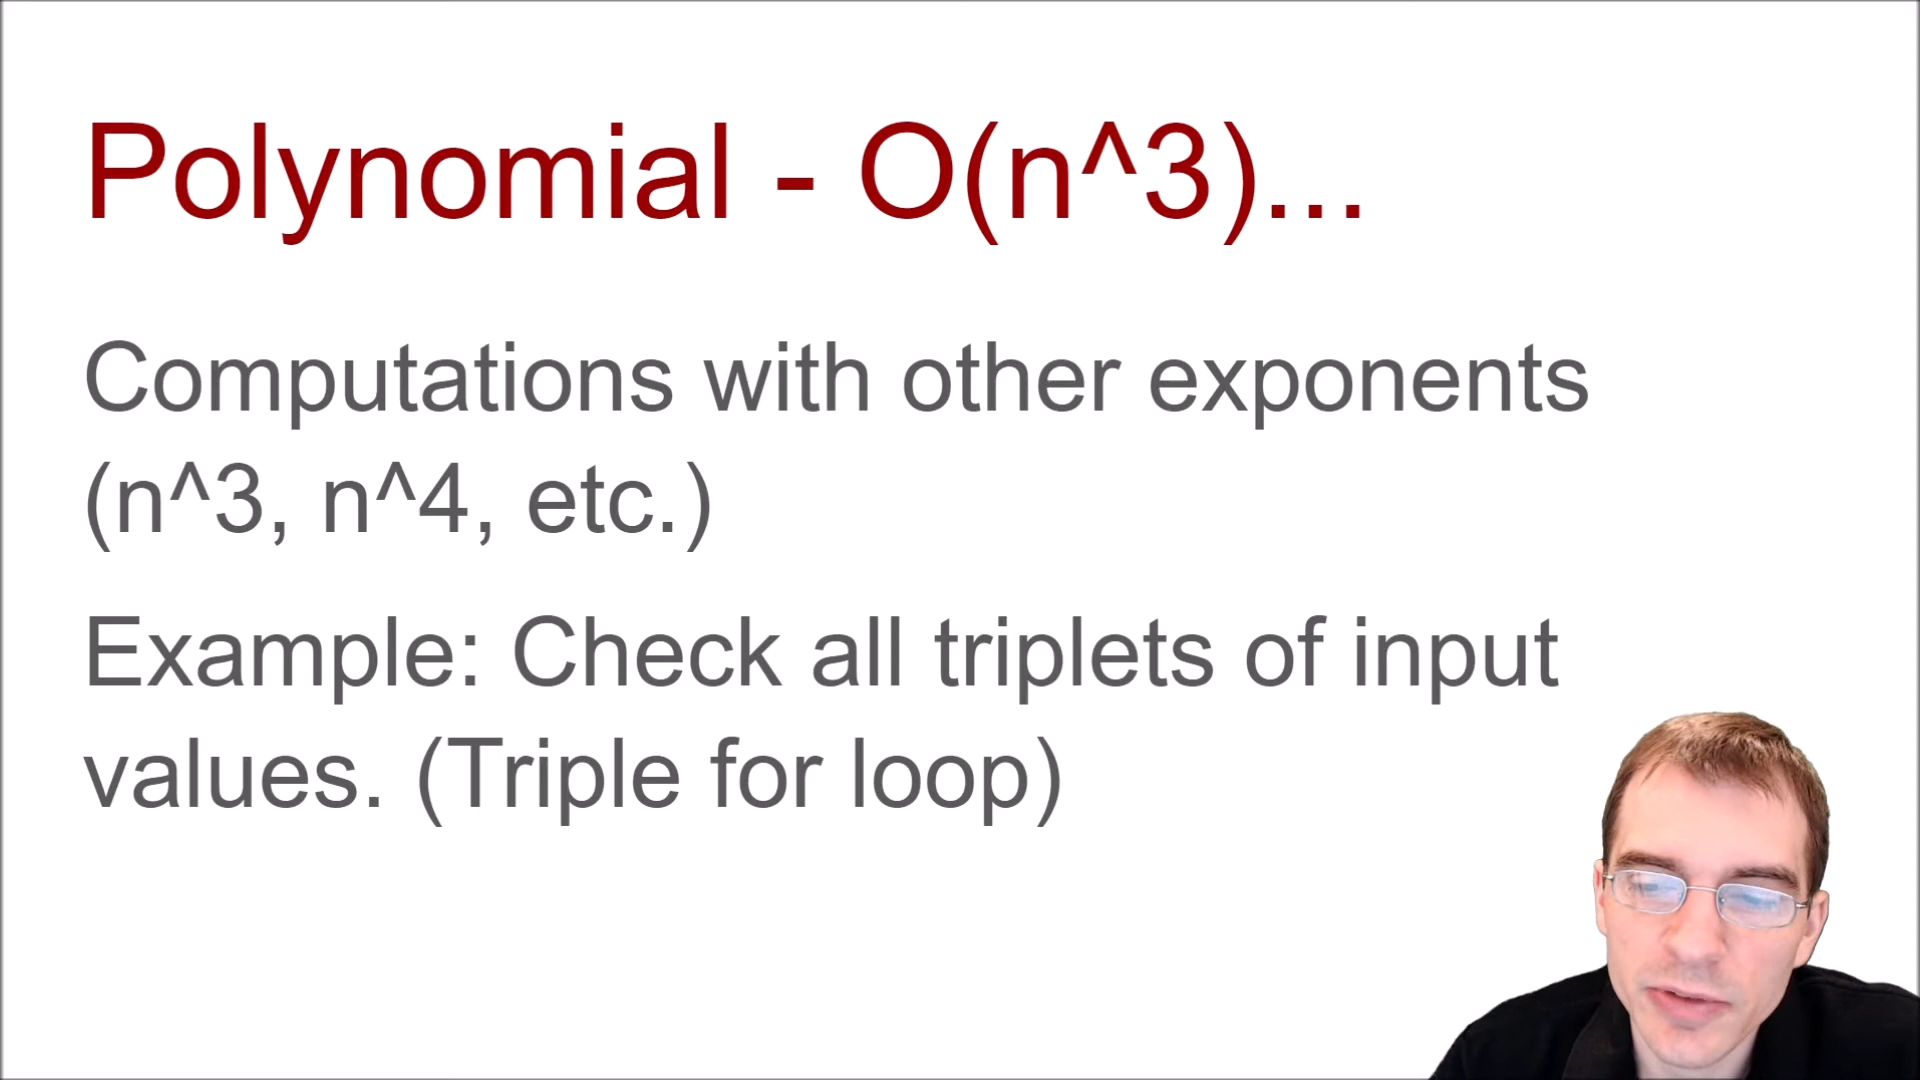 Polynomial - O(n^3)...
Computations with other exponents
(n^3, n^4, etc.)
Example: Check all triplets of input
values. (Triple for loop)